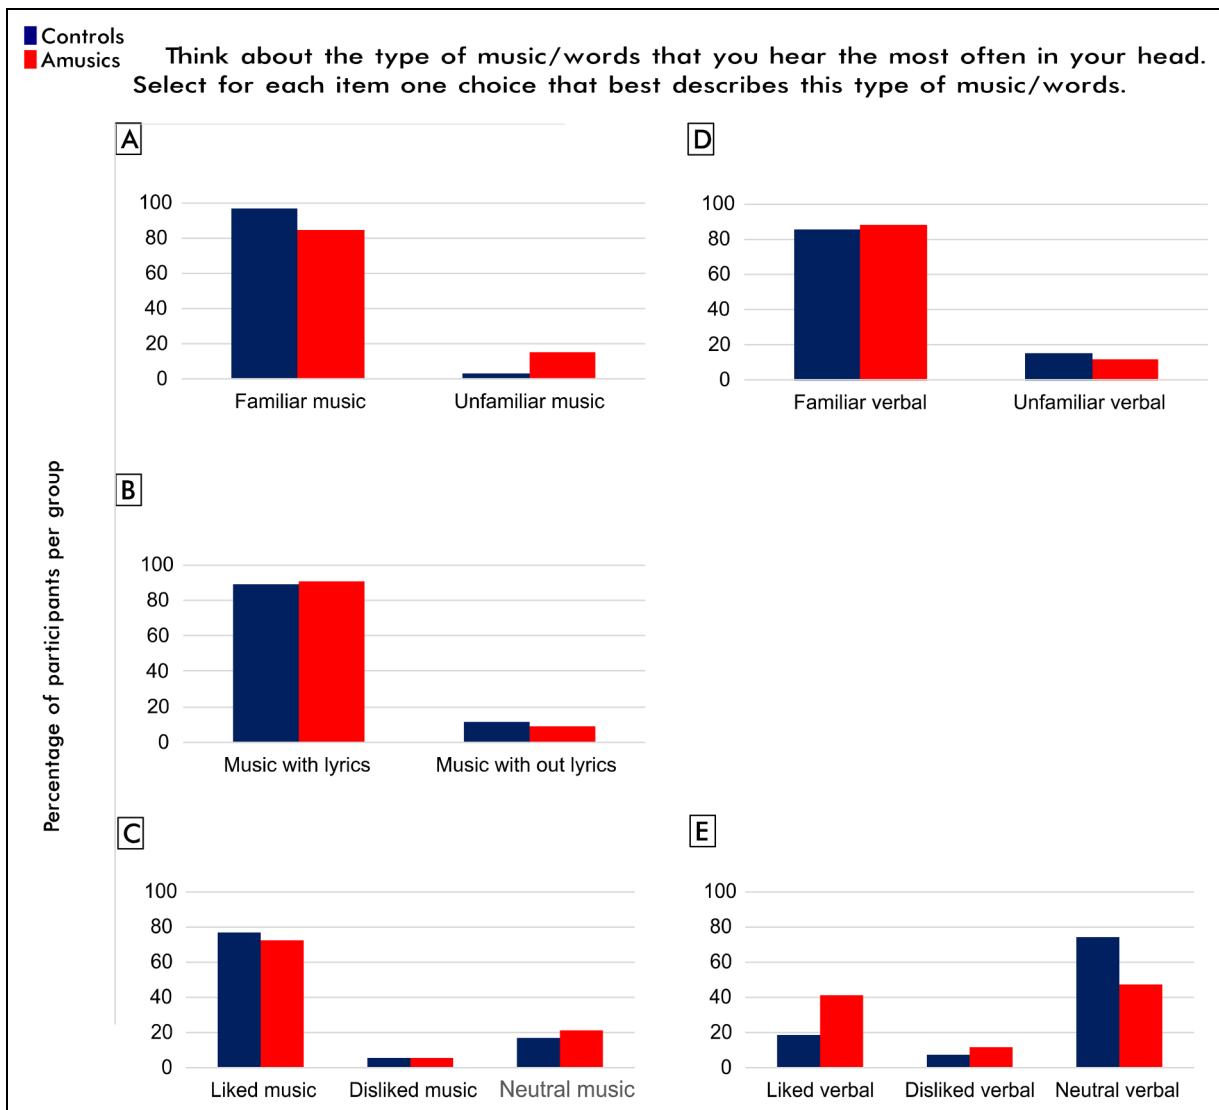 Controls
Amusics
Think about the type of music/words that you hear the most often in your head.
Select for each item one choice that best describes this type of music/words.
A
100
80
60
40
20
0
Familiar music Unfamiliar music
D
100
80
60
40
20
0
Familiar verbal Unfamiliar verbal
Percentage of participants per group
B
100
80
60
40
20
0
Music with lyrics Music with out lyrics
C
100
80
60
40
20
0
Liked music Disliked music Neutral music
E
100
80
60
40
20
0
Liked verbal Disliked verbal Neutral verbal